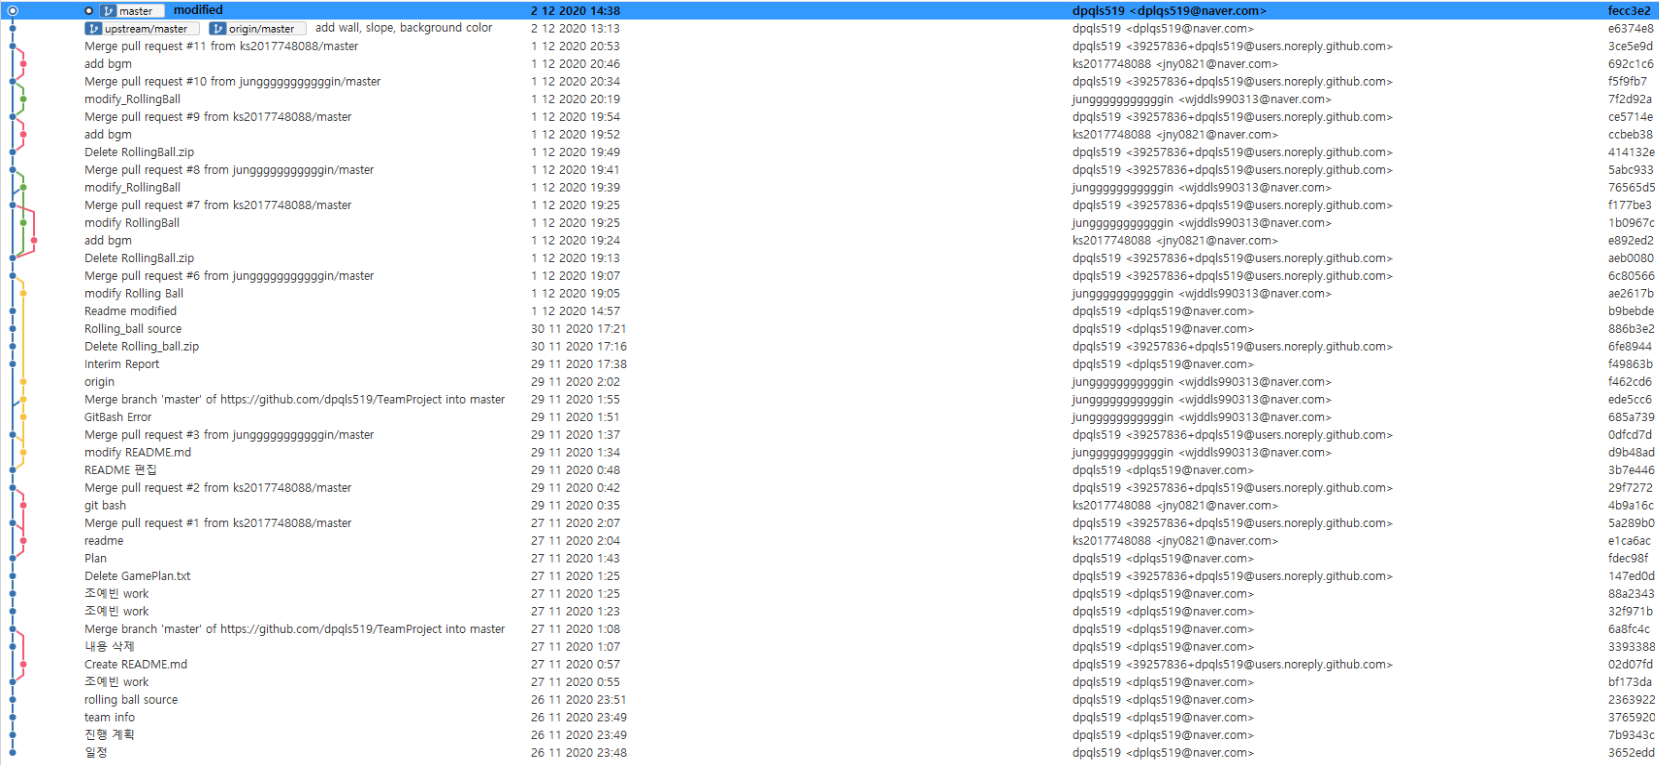 master modified 2 12 2020 14:38 dpqls519 <dplqs519@naver.com> fecc3e2
upstream/master origin/master add wall, slope, background color 2 12 2020 13:13 dpqls519 <dplqs519@naver.com> e6374e8
Merge pull request #11 from ks2017748088/master 1 12 2020 20:53 dpqls519 <39257836+dpqls519@users.noreply.github.com> 3ce5e9d
add bgm 1 12 2020 20:46 ks2017748088 <jny0821@naver.com> 692c1c6
Merge pull request #10 from jungggggggggggin/master 1 12 2020 20:34 dpqls519 <39257836+dpqls519@users.noreply.github.com> f5f9fb7
modify_RollingBall 1 12 2020 20:19 jungggggggggggin <wjddls990313@naver.com> 7f2d92a
Merge pull request #9 from ks2017748088/master 1 12 2020 19:54 dpqls519 <39257836+dpqls519@users.noreply.github.com> ce5714e
add bgm 1 12 2020 19:52 ks2017748088 <jny0821@naver.com> ccbeb38
Delete RollingBall.zip 1 12 2020 19:49 dpqls519 <39257836+dpqls519@users.noreply.github.com> 414132e
Merge pull request #8 from jungggggggggggin/master 1 12 2020 19:41 dpqls519 <39257836+dpqls519@users.noreply.github.com> 5abc933
modify_RollingBall 1 12 2020 19:39 jungggggggggggin <wjddls990313@naver.com> 76565d5
Merge pull request #7 from ks2017748088/master 1 12 2020 19:25 dpqls519 <39257836+dpqls519@users.noreply.github.com> f177be3
modify RollingBall 1 12 2020 19:25 jungggggggggggin <wjddls990313@naver.com> 1b0967c
add bgm 1 12 2020 19:24 ks2017748088 <jny0821@naver.com> e892ed2
Delete RollingBall.zip 1 12 2020 19:13 dpqls519 <39257836+dpqls519@users.noreply.github.com> aeb0080
Merge pull request #6 from jungggggggggggin/master 1 12 2020 19:07 dpqls519 <39257836+dpqls519@users.noreply.github.com> 6c80566
modify Rolling Ball 1 12 2020 19:05 jungggggggggggin <wjddls990313@naver.com> ae2617b
Readme modified 1 12 2020 14:57 dpqls519 <dplqs519@naver.com> b9bebde
Rolling_ball source 30 11 2020 17:21 dpqls519 <dplqs519@naver.com> 886b3e2
Delete Rolling_ball.zip 30 11 2020 17:16 dpqls519 <39257836+dpqls519@users.noreply.github.com> 6fe8944
Interim Report 29 11 2020 17:38 dpqls519 <dplqs519@naver.com> f49863b
origin 29 11 2020 2:02 jungggggggggggin <wjddls990313@naver.com> f462cd6
Merge branch 'master' of https://github.com/dpqls519/TeamProject into master 29 11 2020 1:55 jungggggggggggin <wjddls990313@naver.com> ede5cc6
GitBash Error 29 11 2020 1:51 jungggggggggggin <wjddls990313@naver.com> 685a739
Merge pull request #3 from jungggggggggggin/master 29 11 2020 1:37 dpqls519 <39257836+dpqls519@users.noreply.github.com> 0dfcd7d
modify README.md 29 11 2020 1:34 jungggggggggggin <wjddls990313@naver.com> d9b48ad
README 편집 29 11 2020 0:48 dpqls519 <dplqs519@naver.com> 3b7e446
Merge pull request #2 from ks2017748088/master 29 11 2020 0:42 dpqls519 <39257836+dpqls519@users.noreply.github.com> 29f7272
git bash 29 11 2020 0:35 ks2017748088 <jny0821@naver.com> 4b9a16c
Merge pull request #1 from ks2017748088/master 27 11 2020 2:07 dpqls519 <39257836+dpqls519@users.noreply.github.com> 5a289b0
readme 27 11 2020 2:04 ks2017748088 <jny0821@naver.com> e1ca6ac
Plan 27 11 2020 1:43 dpqls519 <dplqs519@naver.com> fdec98f
Delete GamePlan.txt 27 11 2020 1:25 dpqls519 <39257836+dpqls519@users.noreply.github.com> 147ed0d
조예빈 work 27 11 2020 1:25 dpqls519 <dplqs519@naver.com> 88a2343
조예빈 work 27 11 2020 1:23 dpqls519 <dplqs519@naver.com> 32f971b
Merge branch 'master' of https://github.com/dpqls519/TeamProject into master 27 11 2020 1:08 dpqls519 <dplqs519@naver.com> 6a8fc4c
내용 삭제 27 11 2020 1:07 dpqls519 <dplqs519@naver.com> 3393388
Create README.md 27 11 2020 0:57 dpqls519 <39257836+dpqls519@users.noreply.github.com> 02d07fd
조예빈 work 27 11 2020 0:55 dpqls519 <dplqs519@naver.com> bf173da
rolling ball source 26 11 2020 23:51 dpqls519 <dplqs519@naver.com> 2363922
team info 26 11 2020 23:49 dpqls519 <dplqs519@naver.com> 3765920
진행 계획 26 11 2020 23:49 dpqls519 <dplqs519@naver.com> 7b9343c
일정 26 11 2020 23:48 dpqls519 <dplqs519@naver.com> 3652edd